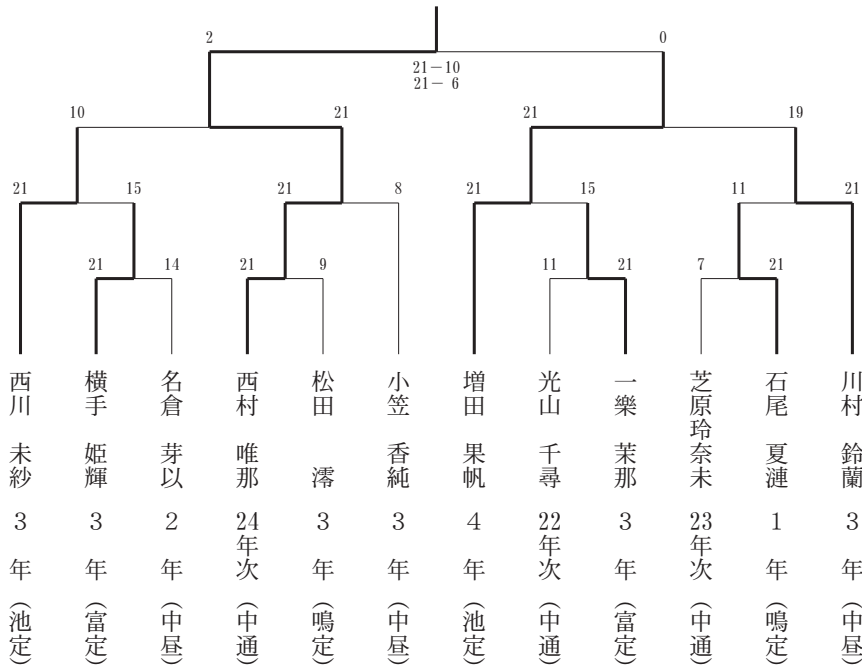 2
0
21－10
21－ 6
10
21
21
19
21
15
21
8
21
15
11
21
21
14
21
9
11
21
7
21
西川 未紗 3 年 (池定)
横手 姫輝 3 年 (富定)
名倉 芽以 2 年 (中昼)
西村 唯那 24年次 (中通)
松田 澪 3 年 (鳴定)
小笠 香純 3 年 (中昼)
増田 果帆 4 年 (池定)
光山 千尋 22年次 (中通)
一樂 茉那 3 年 (富定)
芝原玲奈未 23年次 (中通)
石尾 夏漣 1 年 (鳴定)
川村 鈴蘭 3 年 (中昼)